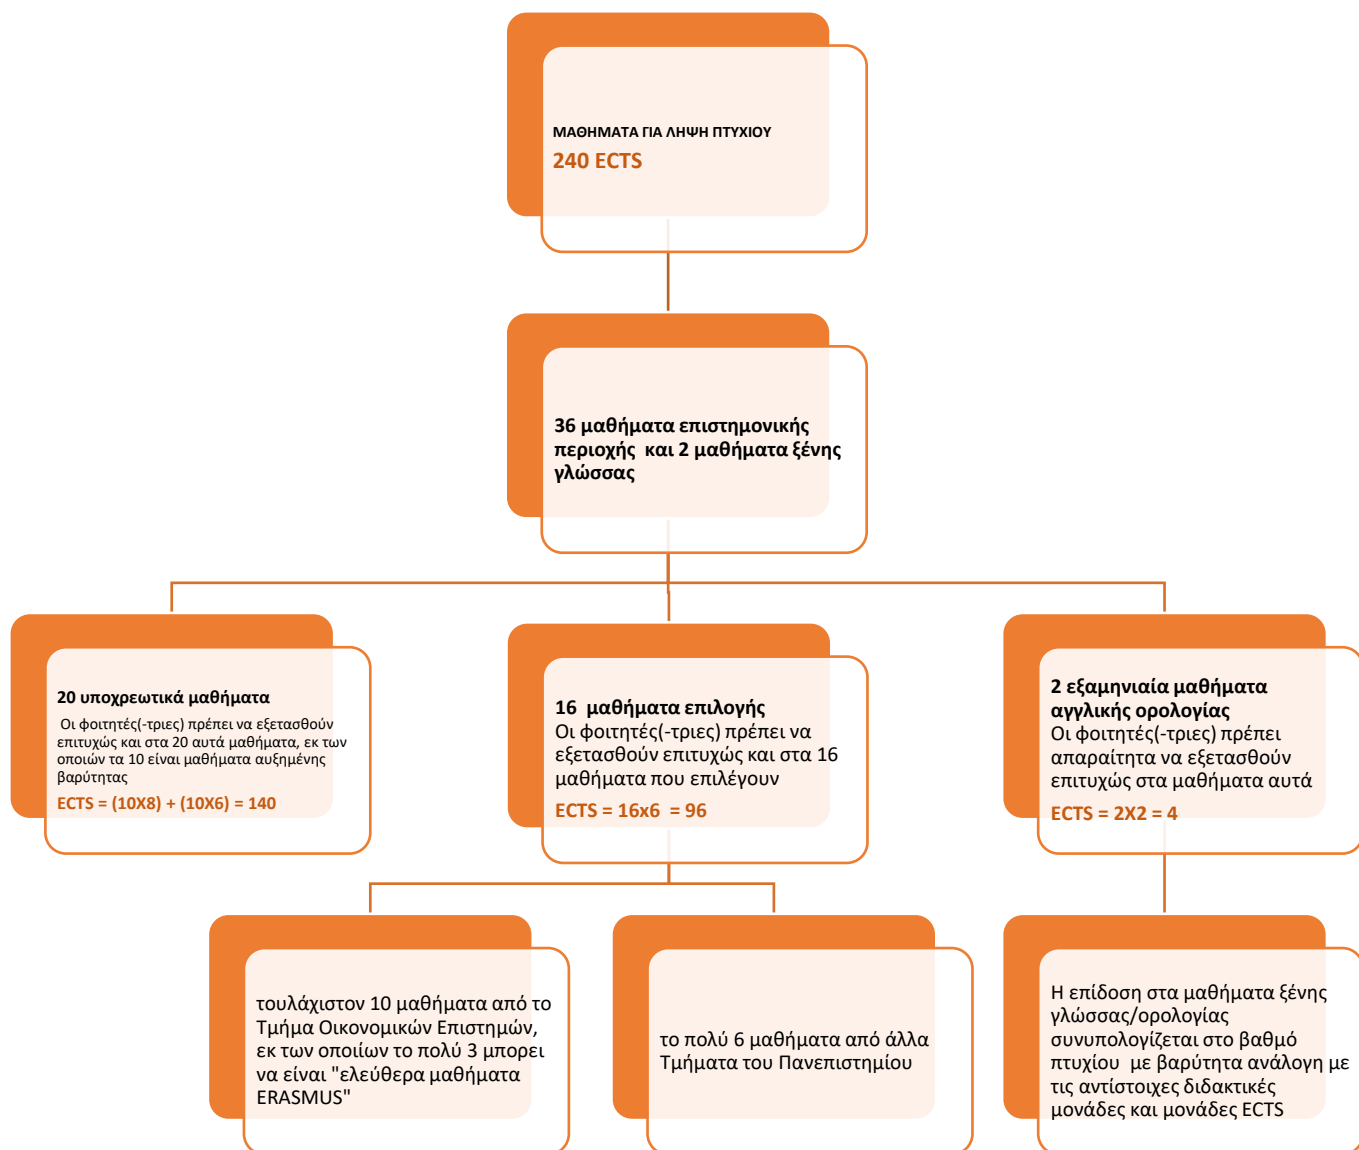 ΜΑΘΗΜΑΤΑ ΓΙΑ ΛΗΨΗ ΠΤΥΧΙΟΥ
240 ECTS
36 μαθήματα επιστημονικής
περιοχής και 2 μαθήματα ξένης
γλώσσας
20 υποχρεωτικά μαθήματα
Οι φοιτητές(-τριες) πρέπει να εξετασθούν
επιτυχώς και στα 20 αυτά μαθήματα, εκ των
οποιών τα 10 είναι μαθήματα αυξημένης
βαρύτητας
ECTS = (10X8) + (10X6) = 140
16 μαθήματα επιλογής
Οι φοιτητές(-τριες) πρέπει να
εξετασθούν επιτυχώς και στα 16
μαθήματα που επιλέγουν
ECTS = 16x6 = 96
2 εξαμηνιαία μαθήματα
αγγλικής ορολογίας
Οι φοιτητές(-τριες) πρέπει
απαραίτητα να εξετασθούν
επιτυχώς στα μαθήματα αυτά
ECTS = 2X2 = 4
τουλάχιστον 10 μαθήματα από το
Τμήμα Οικονομικών Επιστημών,
εκ των οποιίων το πολύ 3 μπορει
να είναι "ελεύθερα μαθήματα
ERASMUS"
το πολύ 6 μαθήματα από άλλα
Τμήματα του Πανεπιστημίου
Η επίδοση στα μαθήματα ξένης
γλώσσας/ορολογίας
συνυπολογίζεται στο βαθμό
πτυχίου με βαρύτητα ανάλογη με
τις αντίστοιχες διδακτικές
μονάδες και μονάδες ECTS